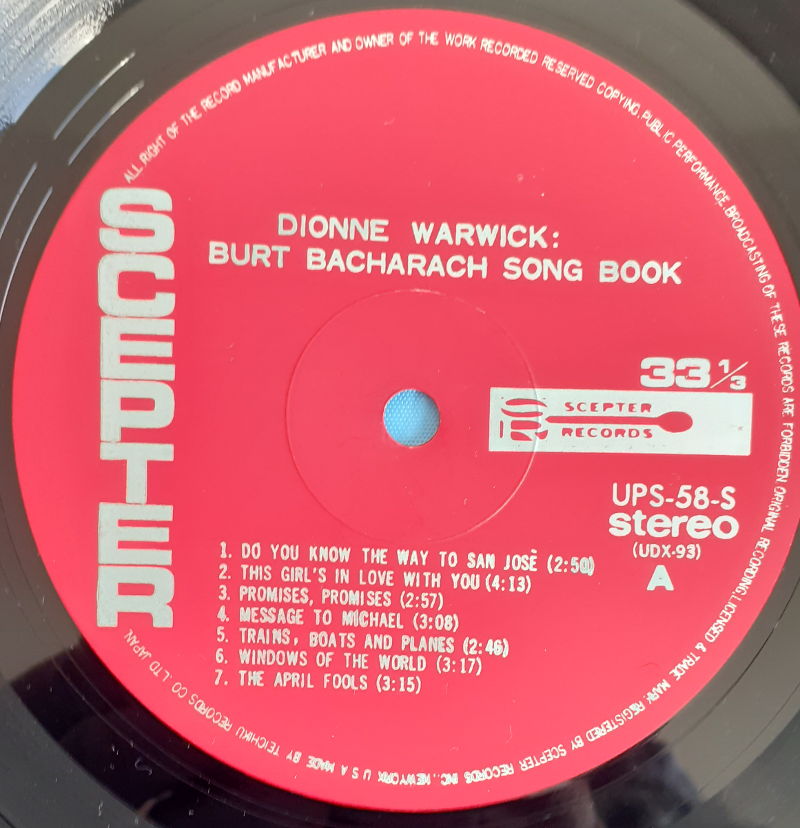 ALL RIGHT OF THE RECORD MANUFACTURER AND OWNER OF THE WORK RECORDED RESERVED COPYING, PUBLIC PERFORMANCE, BROADCASTING OF THESE RECORDS ARE FORBIDDEN ORIGINAL RECORDING, LICENSED & TRADE MARK REGISTERED BY SCEPTER RECORDS INC., NEWYORK U S A MADE BY TEICHIKU RECORDS CO., LTD JAPAN.
SCEPTER
DIONNE WARWICK:
BURT BACHARACH SONG BOOK
33 1/3
SR SCEPTER
RECORDS
UPS-58-S
stereo
(UDX-93)
A
1. DO YOU KNOW THE WAY TO SAN JOSÉ (2:50)
2. THIS GIRL'S IN LOVE WITH YOU (4:13)
3. PROMISES, PROMISES (2:57)
4. MESSAGE TO MICHAEL (3:08)
5. TRAINS, BOATS AND PLANES (2:46)
6. WINDOWS OF THE WORLD (3:17)
7. THE APRIL FOOLS (3:15)